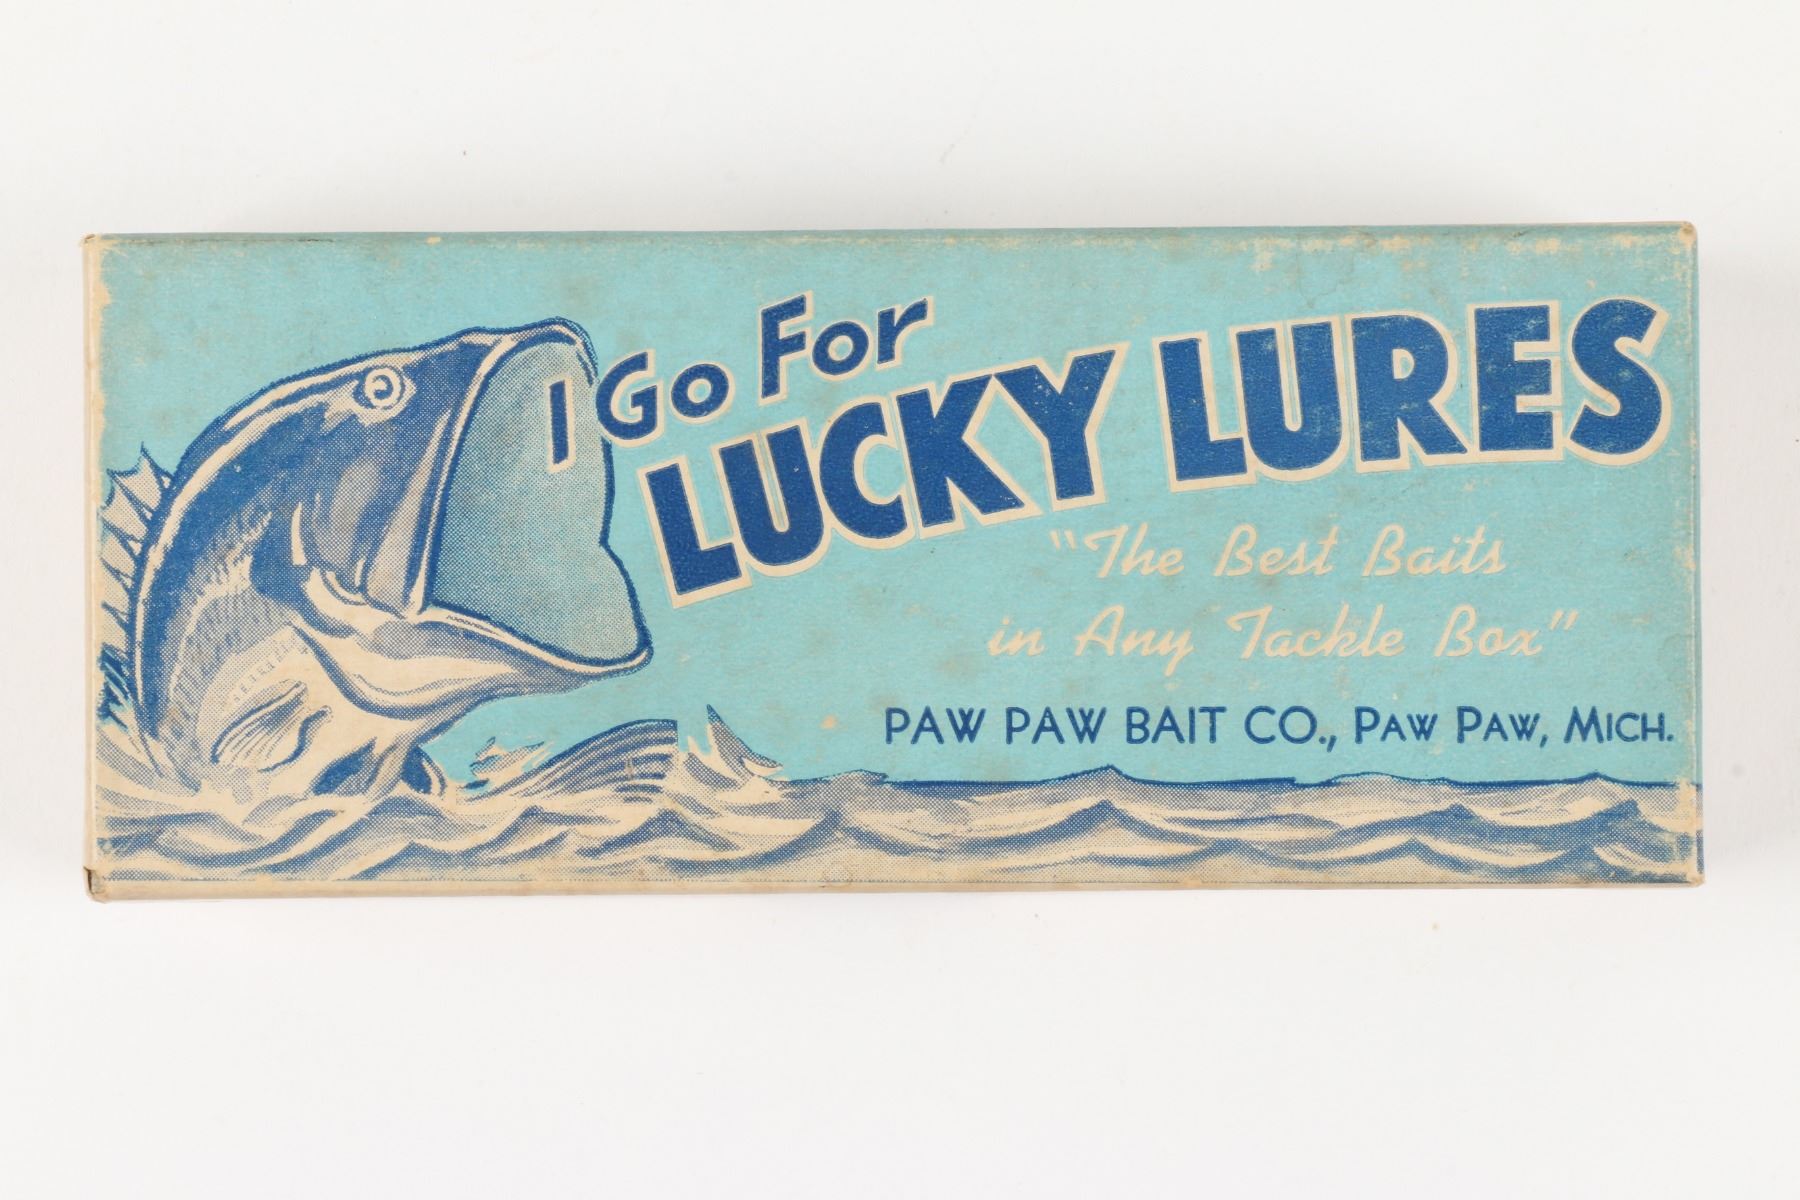 I Go For
LUCKY LURES
"The Best Baits
in Any Tackle Box"
PAW PAW BAIT CO., PAW PAW, MICH.